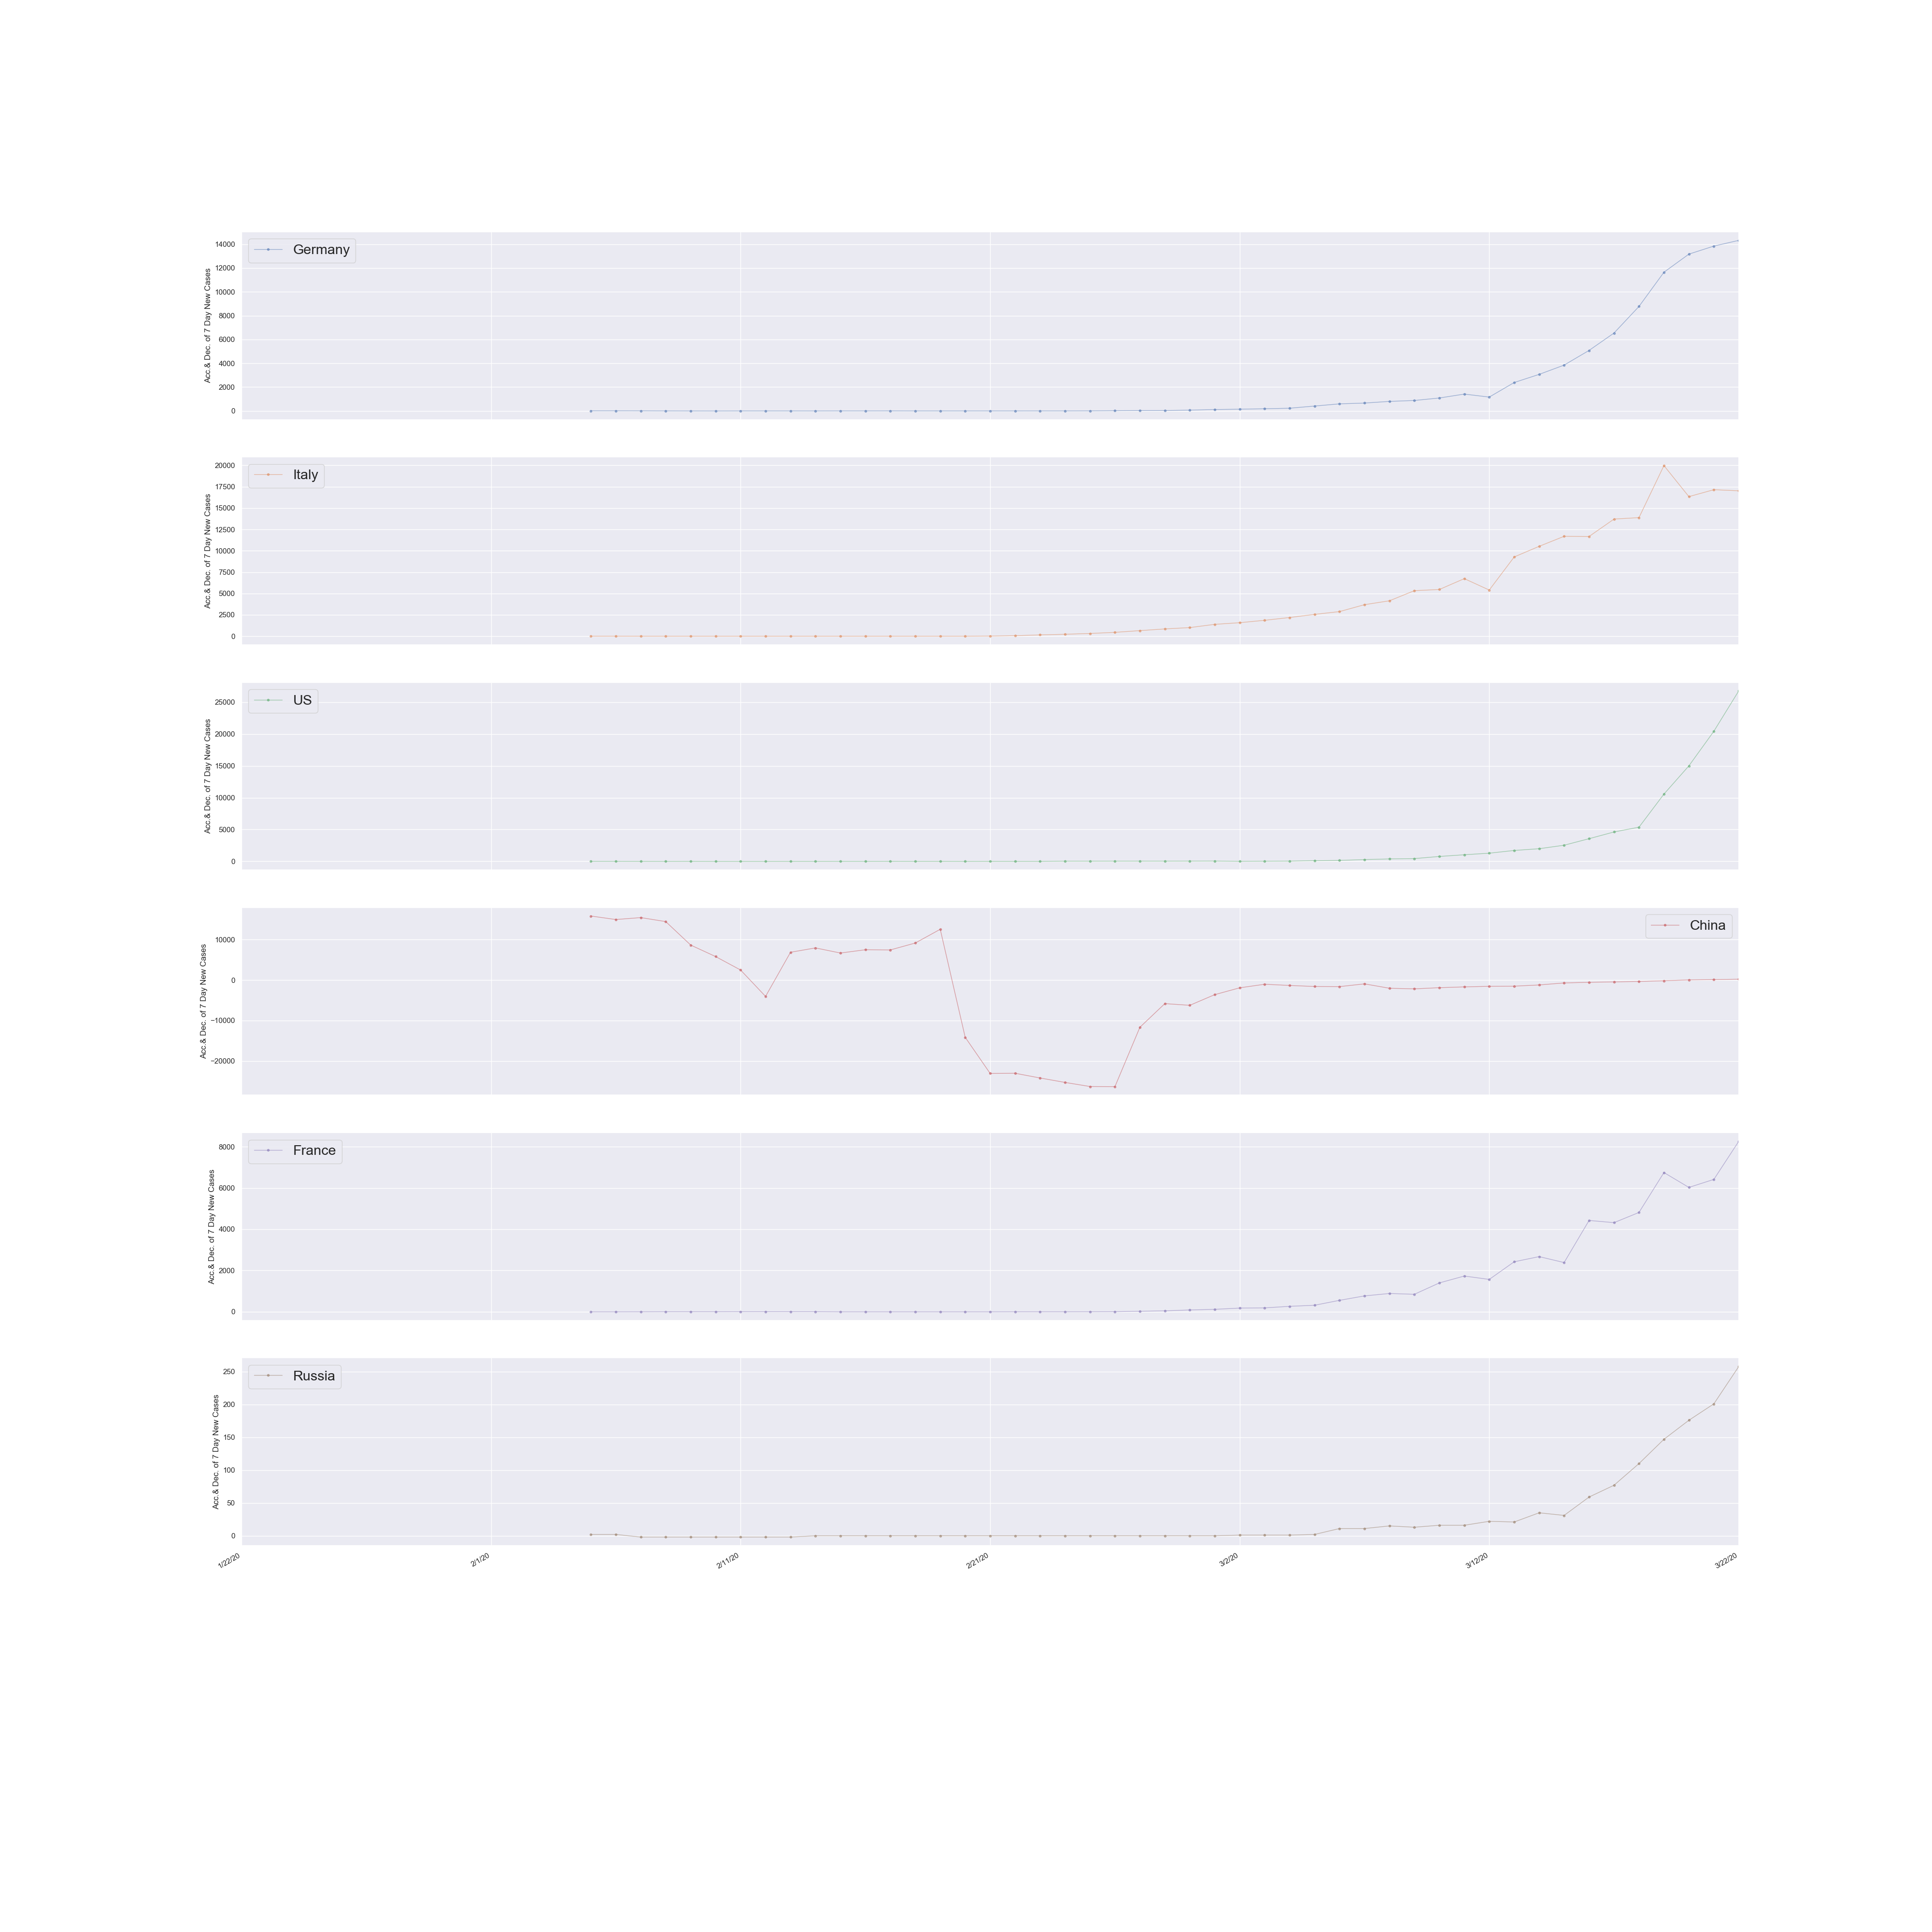 Germany
14000
12000
10000
8000
6000
4000
2000
0
Acc.& Dec. of 7 Day New Cases
Italy
20000
17500
15000
12500
10000
7500
5000
2500
0
Acc.& Dec. of 7 Day New Cases
US
25000
20000
15000
10000
5000
0
Acc.& Dec. of 7 Day New Cases
China
10000
0
−10000
−20000
Acc.& Dec. of 7 Day New Cases
France
8000
6000
4000
2000
0
Acc.& Dec. of 7 Day New Cases
Russia
250
200
150
100
50
0
Acc.& Dec. of 7 Day New Cases
1/22/20 2/1/20 2/11/20 2/21/20 3/2/20 3/12/20 3/22/20